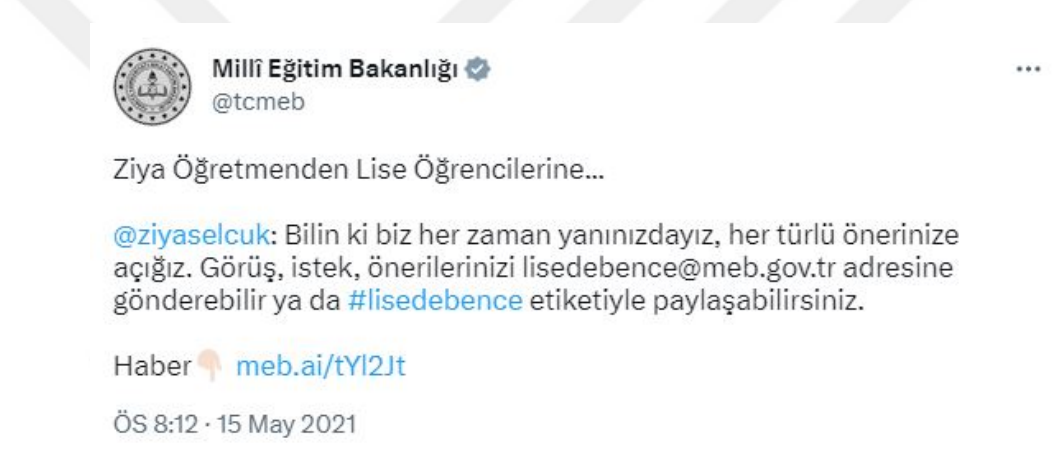 Millî Eğitim Bakanlığı
@tcmeb
Ziya Öğretmenden Lise Öğrencilerine...
@ziyaselcuk: Bilin ki biz her zaman yanınızdayız, her türlü önerinize
açığız. Görüş, istek, önerilerinizi lisedebence@meb.gov.tr adresine
gönderebilir ya da #lisedebence etiketiyle paylaşabilirsiniz.
Haber👇🏻 meb.ai/tYl2Jt
ÖS 8:12 · 15 May 2021